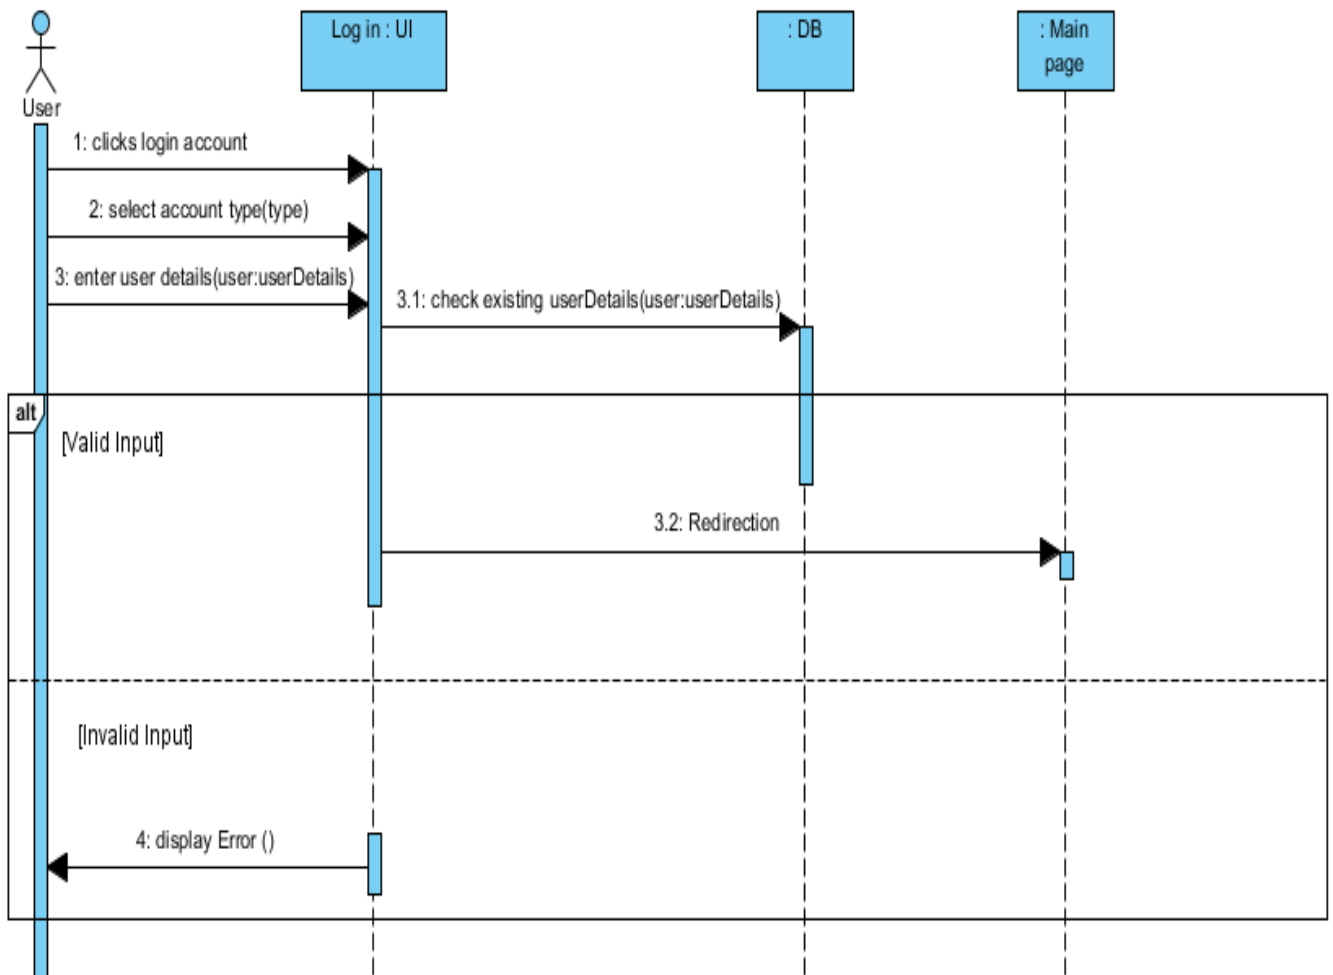 Log in : UI
: DB
: Main
page
User
1: clicks login account
2: select account type(type)
3: enter user details(user:userDetails)
3.1: check existing userDetails(user:userDetails)
alt
[Valid Input]
3.2: Redirection
[Invalid Input]
4: display Error ()